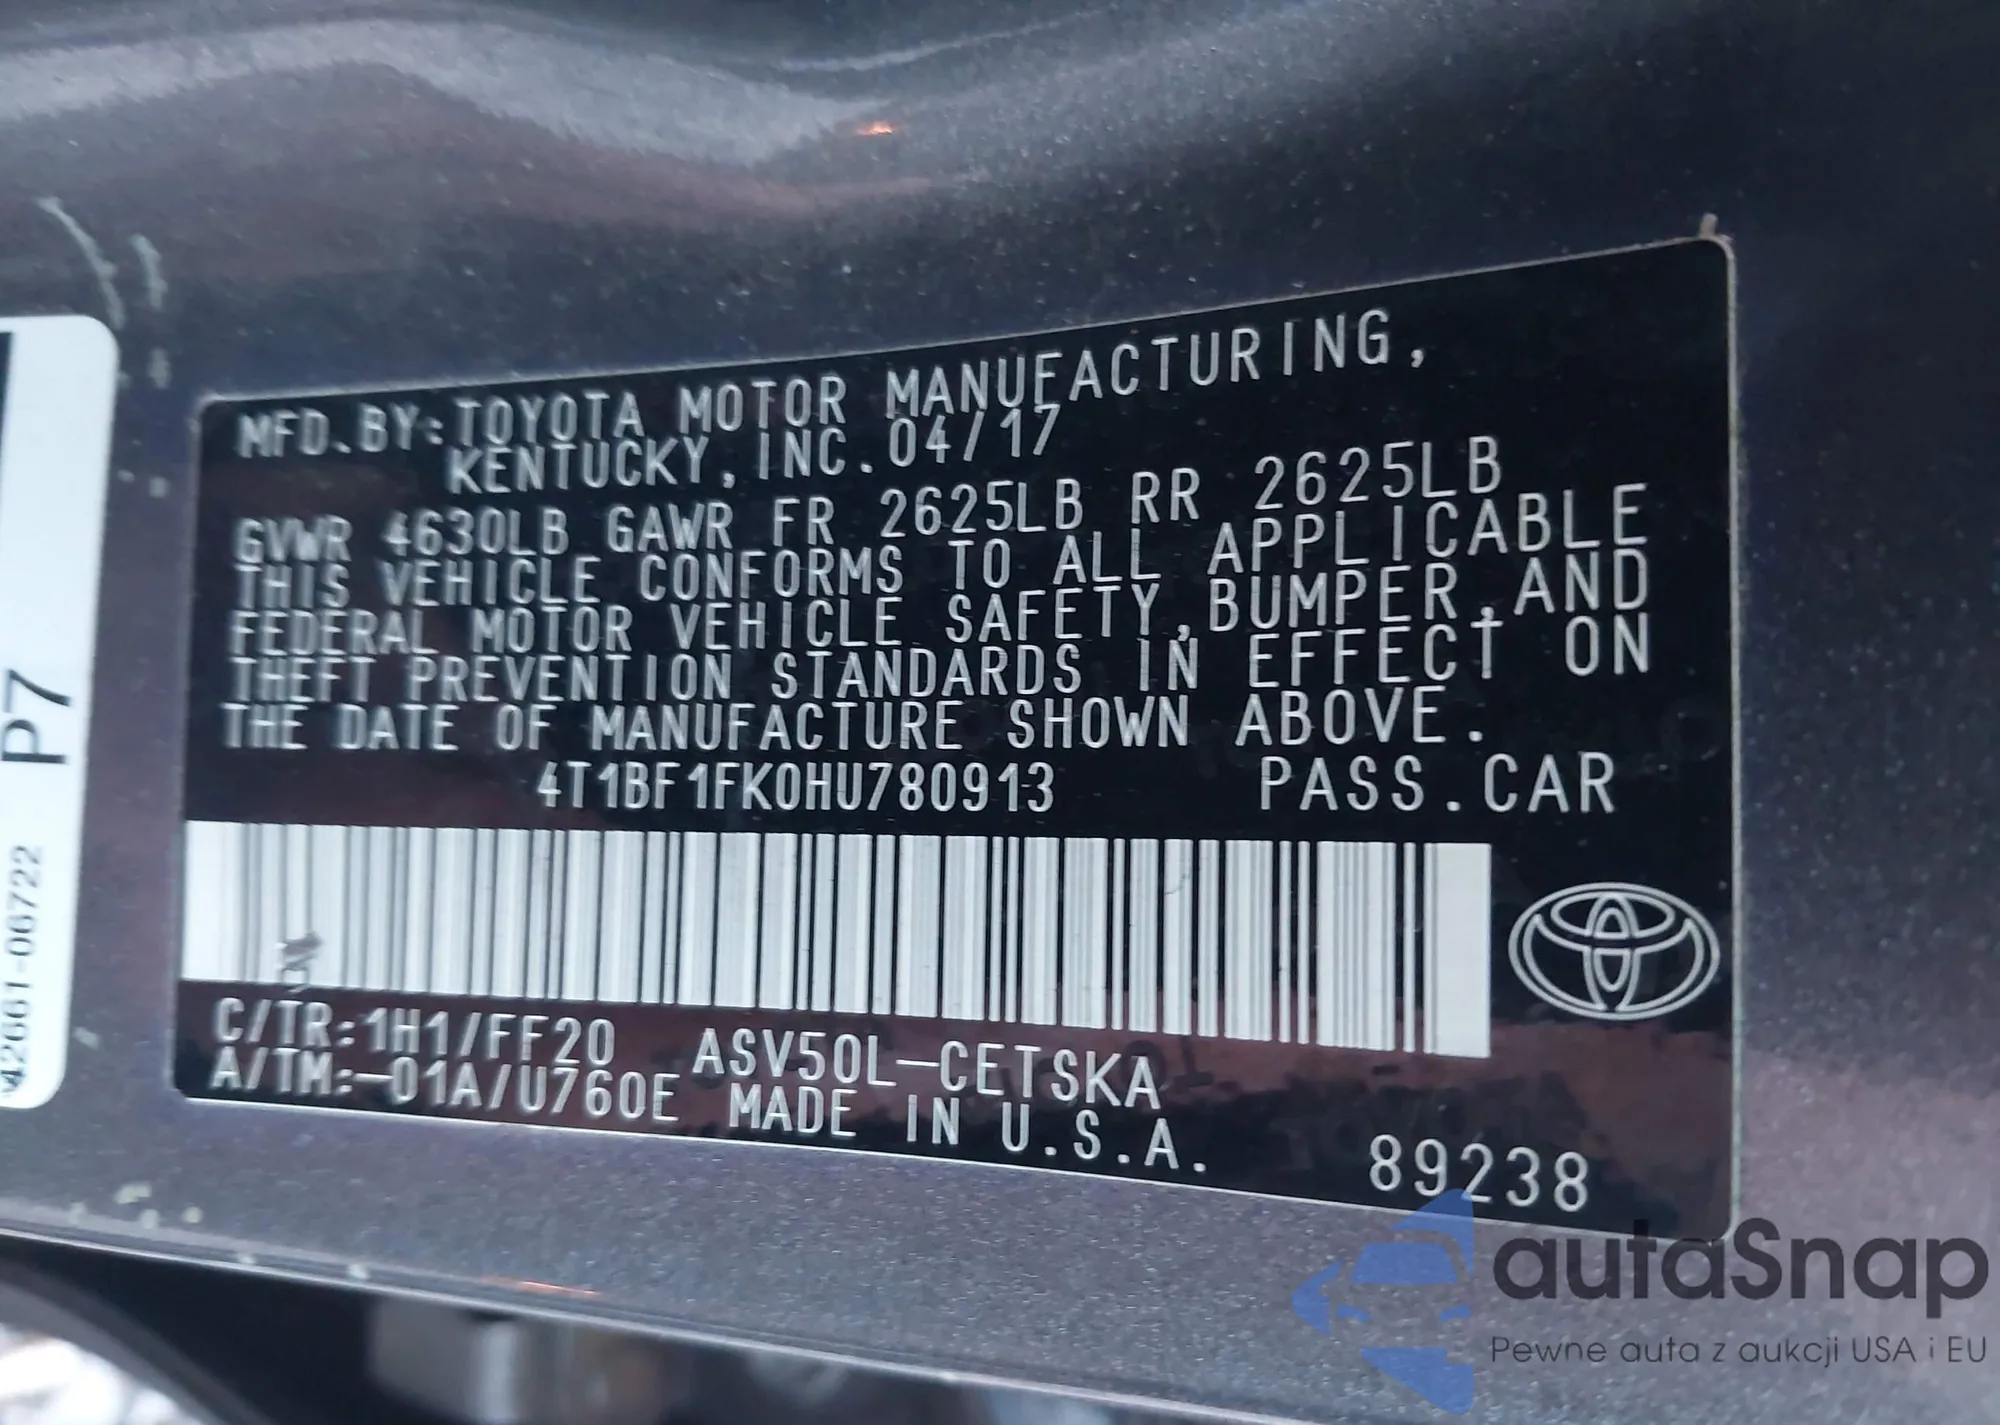 MFD.BY:TOYOTA MOTOR MANUFACTURING,
KENTUCKY, INC. 04/17
GVWR 4630LB GAWR FR 2625LB RR 2625LB
THIS VEHICLE CONFORMS TO ALL APPLICABLE
FEDERAL MOTOR VEHICLE SAFETY,BUMPER,AND
THEFT PREVENTION STANDARDS IN EFFECT ON
THE DATE OF MANUFACTURE SHOWN ABOVE.
4T1BF1FK0HU780913 PASS.CAR
C/TR:1H1/FF20 ASV50L-CETSKA
A/TM:-01A/U760E MADE IN U.S.A.
89238
42661-06722 P7
autaSnap
Pewne auta z aukcji USA i EU